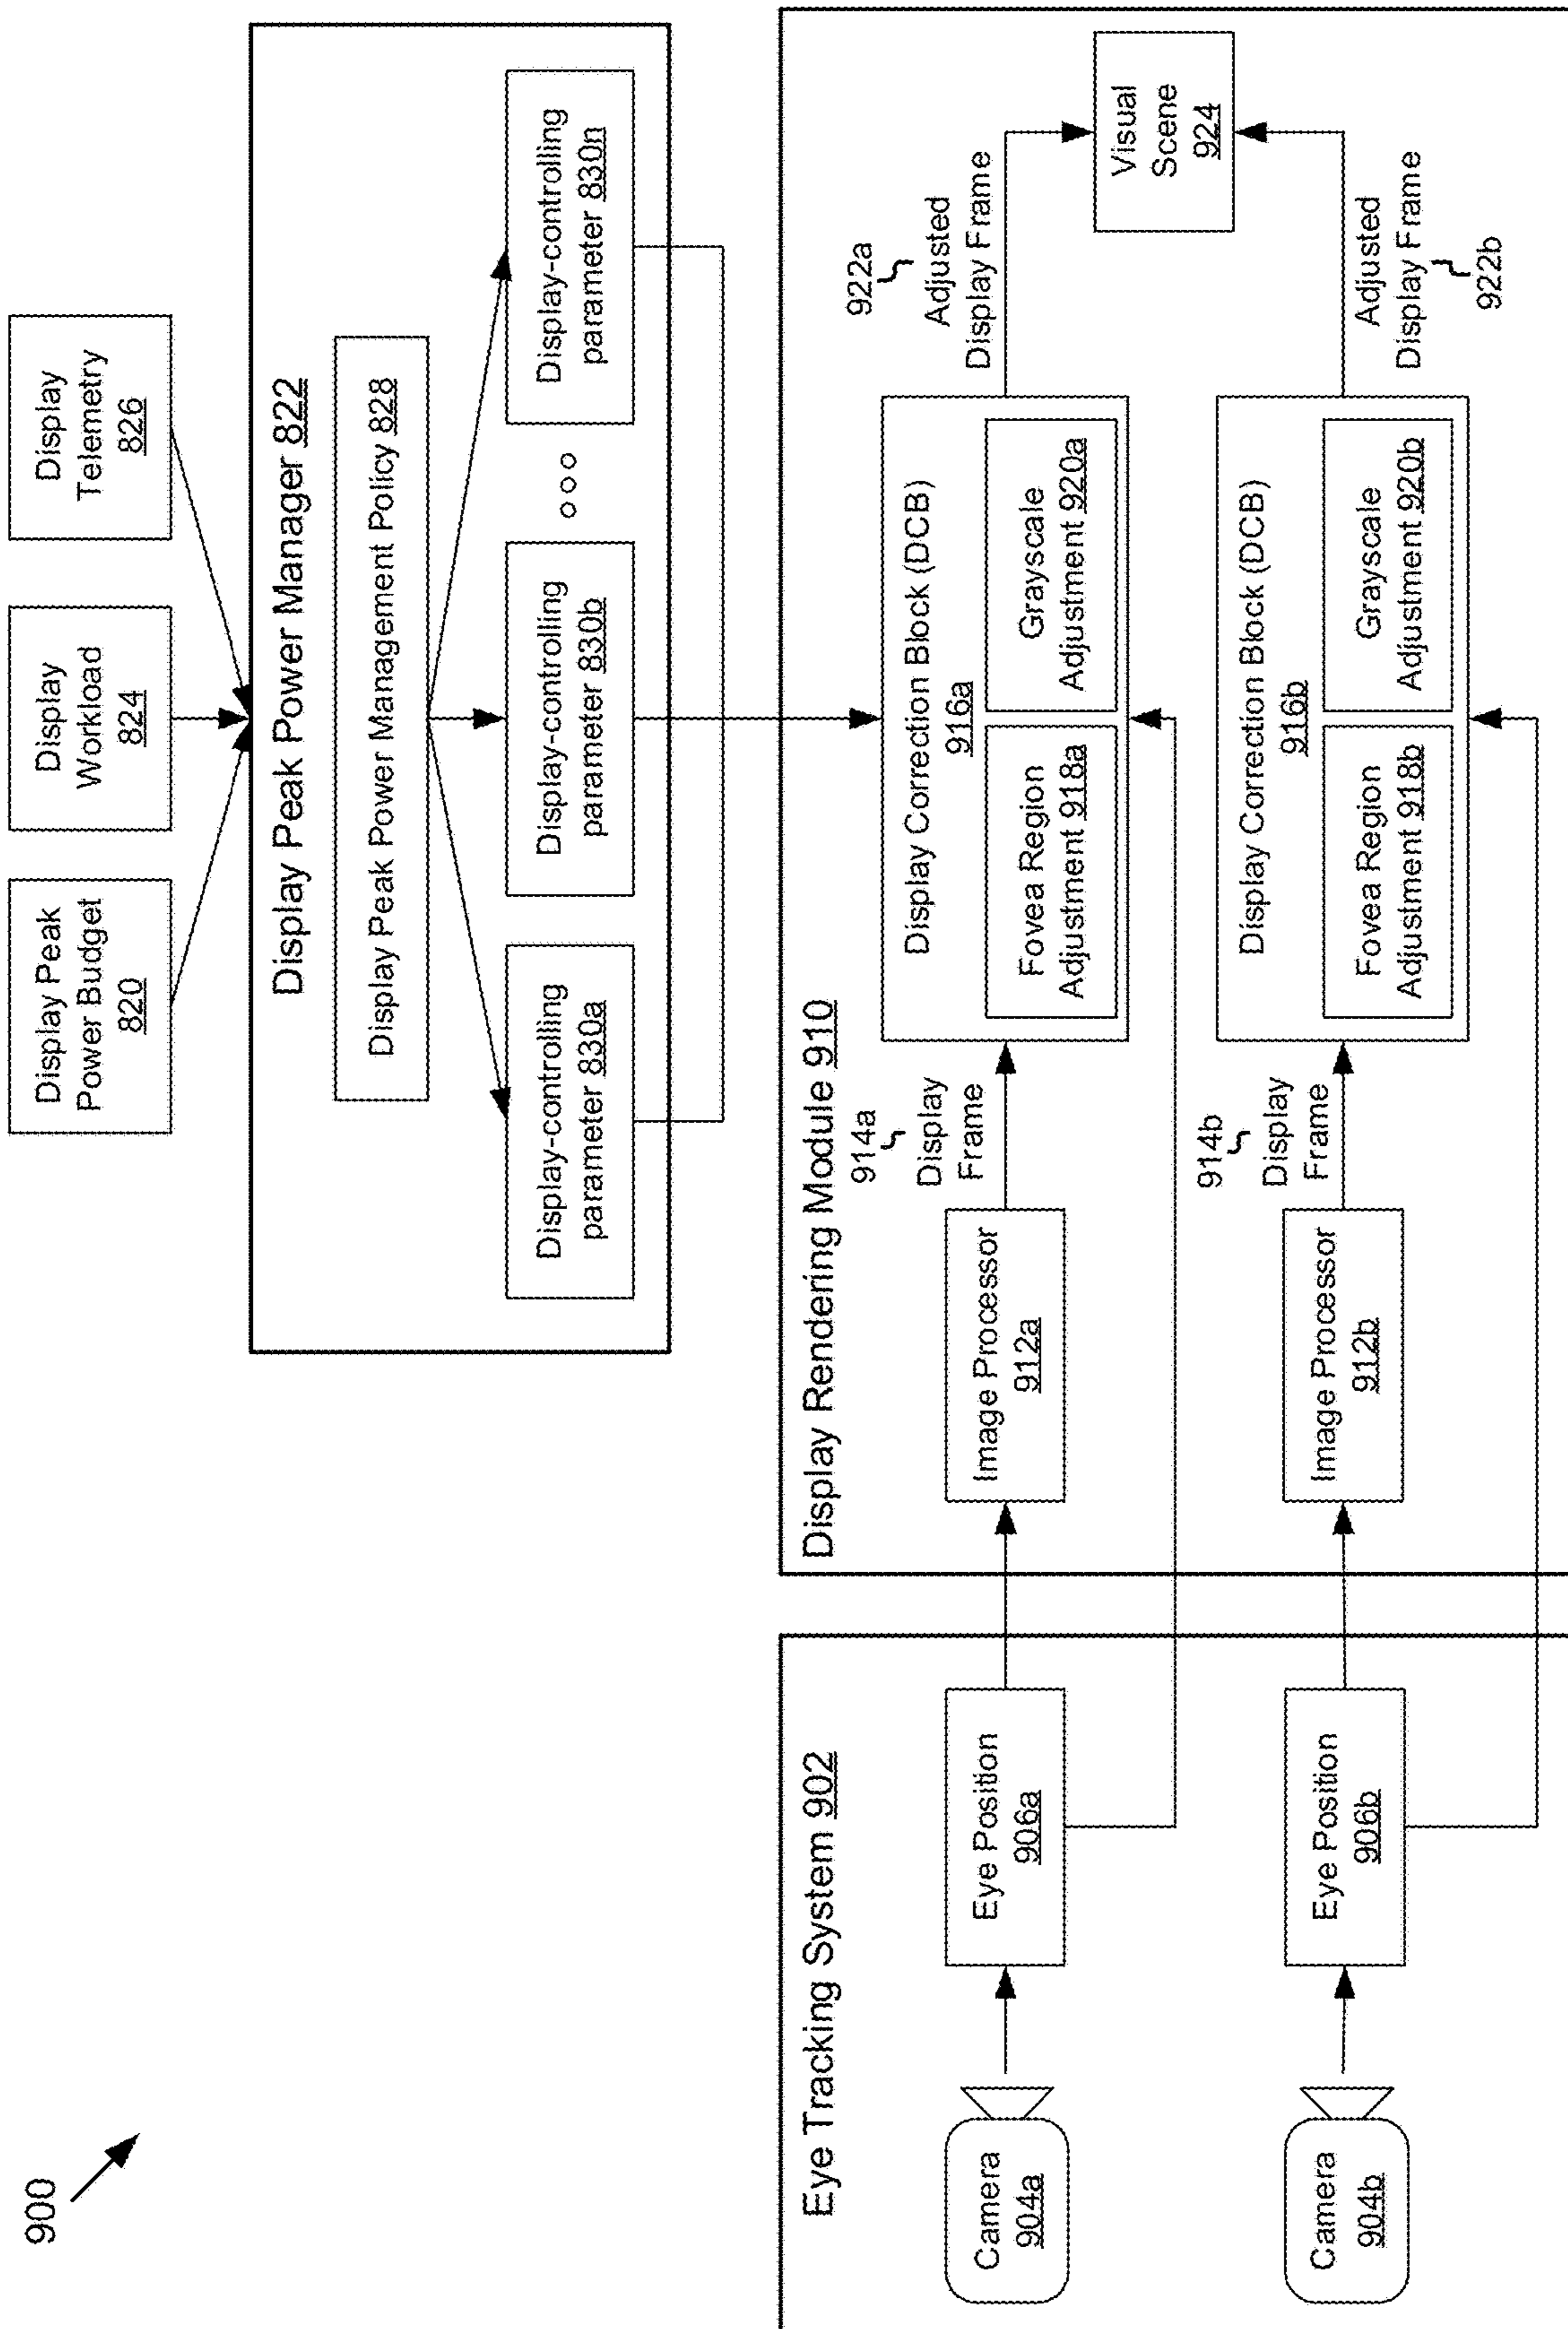 900
Display Peak
Power Budget
820
Display
Workload
824
Display
Telemetry
826
Display Peak Power Manager 822
Display Peak Power Management Policy 828
Display-controlling
parameter 830a
Display-controlling
parameter 830b
ooo
Display-controlling
parameter 830n
Eye Tracking System 902
Camera
904a
Eye Position
906a
Camera
904b
Eye Position
906b
Display Rendering Module 910
Image Processor
912a
914a
Display
Frame
Display Correction Block (DCB)
916a
Fovea Region
Adjustment 918a
Grayscale
Adjustment 920a
922a
Adjusted
Display Frame
Visual
Scene
924
Image Processor
912b
914b
Display
Frame
Display Correction Block (DCB)
916b
Fovea Region
Adjustment 918b
Grayscale
Adjustment 920b
Adjusted
Display Frame
922b